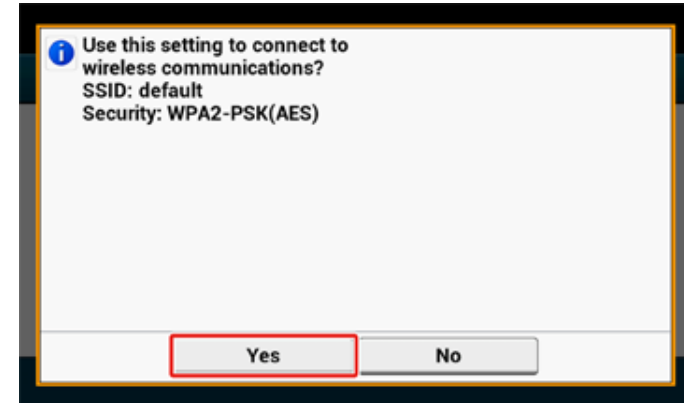 Use this setting to connect to
wireless communications?
SSID: default
Security: WPA2-PSK(AES)
Yes
No